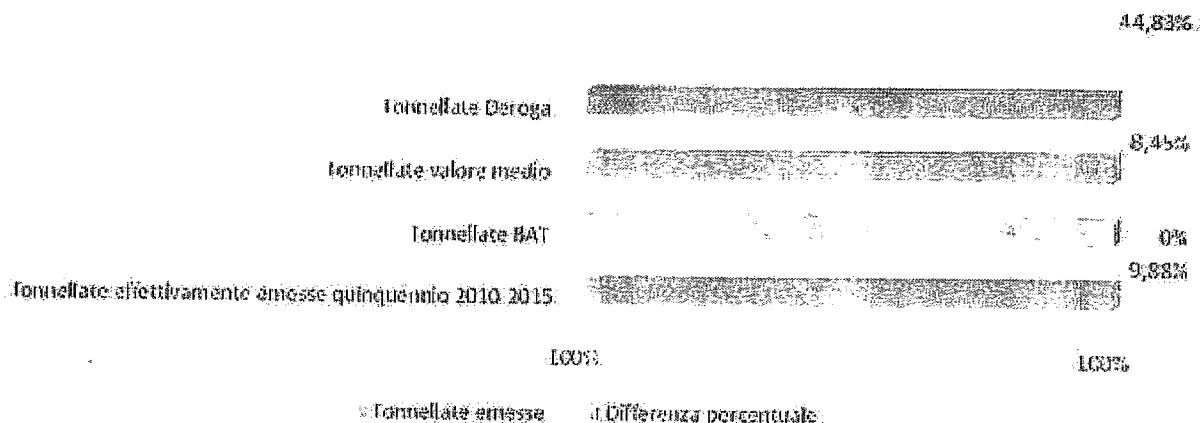 44,83%
Tonnellate Deroga
8,45%
Tonnellate valore medio
Tonnellate BAT
0%
9,98%
Tonnellate effettivamente emesse quinquennio 2010 2015
100%
100%
Tonnellate emesse
Differenza percentuale